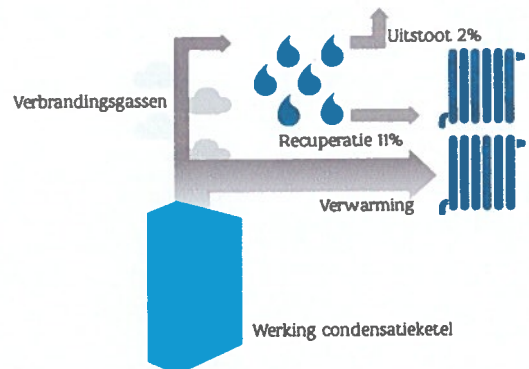 Uitstoot 2%
Verbrandingsgassen
Recuperatie 11%
Verwarming
Werking condensatieketel